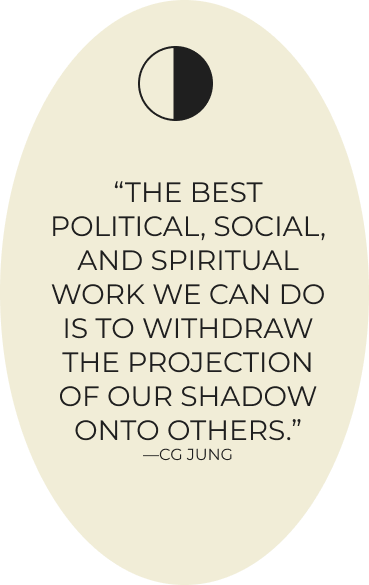 “THE BEST
POLITICAL, SOCIAL,
AND SPIRITUAL
WORK WE CAN DO
IS TO WITHDRAW
THE PROJECTION
OF OUR SHADOW
ONTO OTHERS.”
—CG JUNG